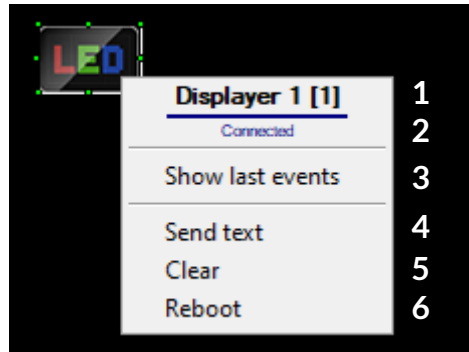 LED
Displayer 1 [1] 1
Connected 2
Show last events 3
Send text 4
Clear 5
Reboot 6